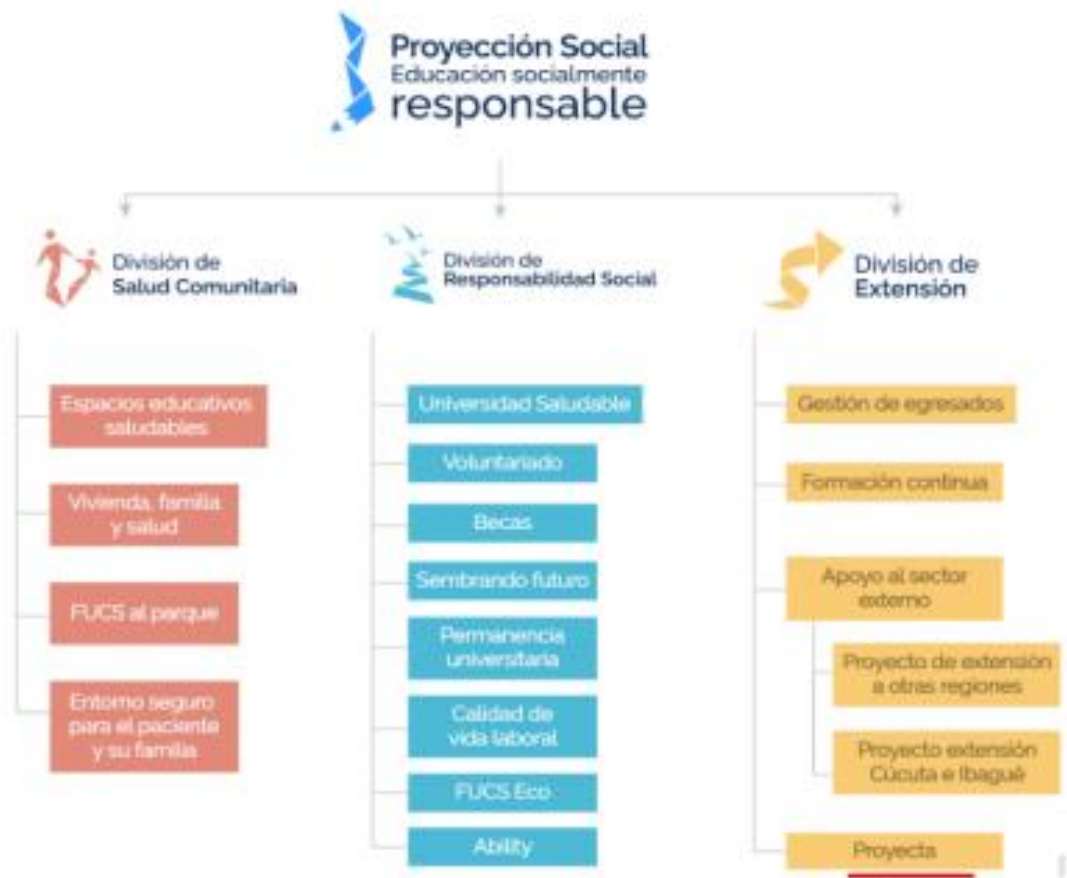 Proyección Social
Educación socialmente
responsable
División de
Salud Comunitaria
Espacios educativos
saludables
Vivienda, familia
y salud
FUCS al parque
Entorno seguro
para el paciente
y su familia
División de
Responsabilidad Social
Universidad Saludable
Voluntariado
Becas
Sembrando futuro
Permanencia
universitaria
Calidad de
vida laboral
FUCS Eco
Ability
División de
Extensión
Gestión de egresados
Formación continua
Apoyo al sector
externo
Proyecto de extensión
a otras regiones
Proyecto extensión
Cúcuta e Ibagué
Proyecta